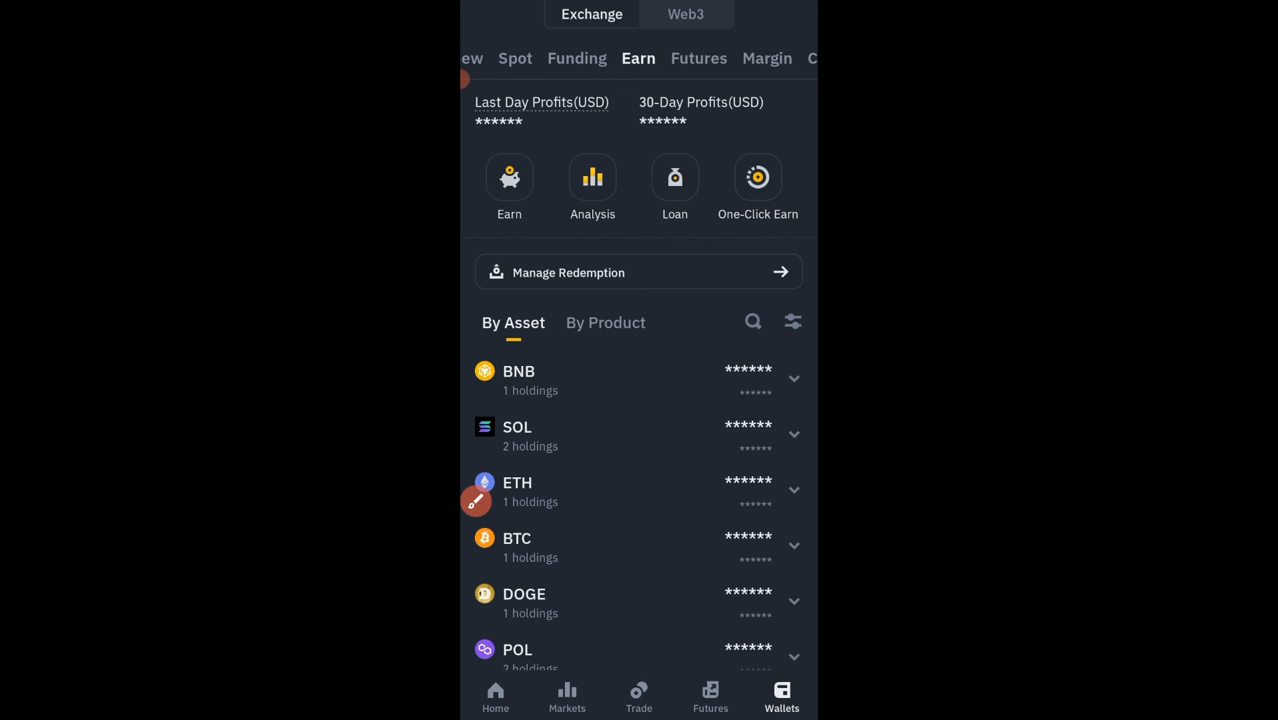 Exchange Web3
ew Spot Funding Earn Futures Margin C
Last Day Profits(USD) 30-Day Profits(USD)
****** ******
Earn Analysis Loan One-Click Earn
Manage Redemption
By Asset By Product
BNB ******
1 holdings ******
SOL ******
2 holdings ******
ETH ******
1 holdings ******
BTC ******
1 holdings ******
DOGE ******
1 holdings ******
POL ******
2 holdings
Home Markets Trade Futures Wallets